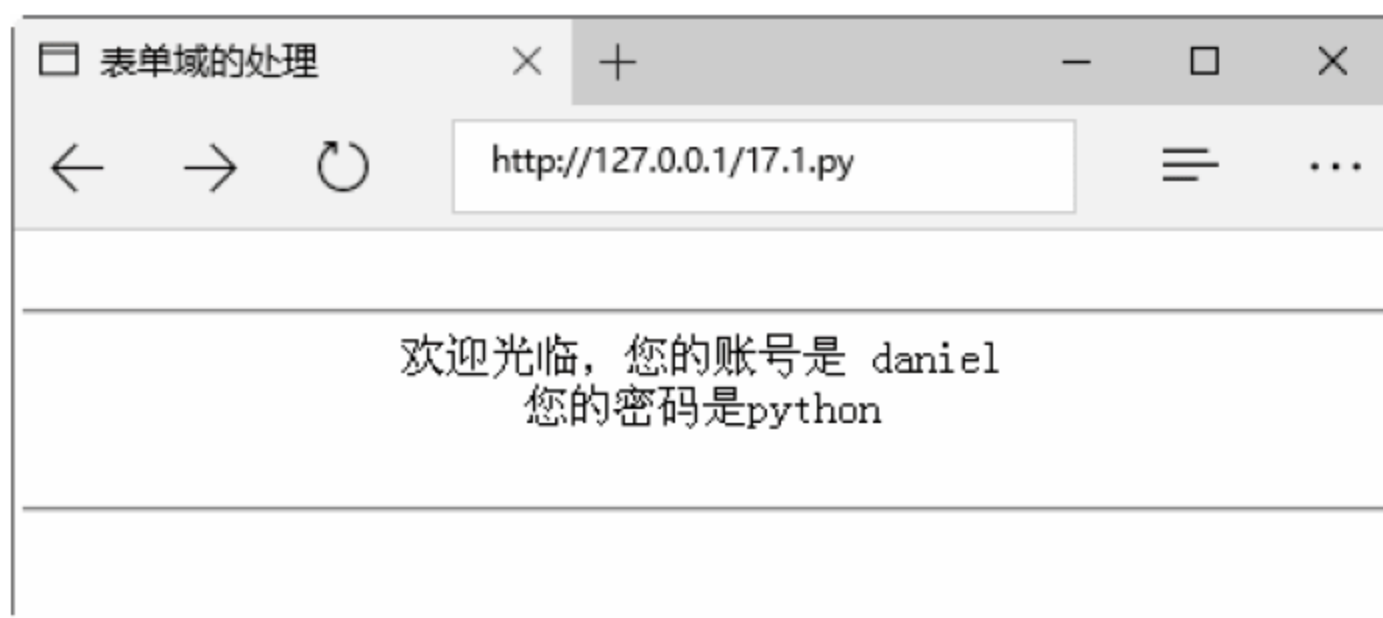 表单域的处理
http://127.0.0.1/17.1.py
欢迎光临，您的账号是 daniel
您的密码是python